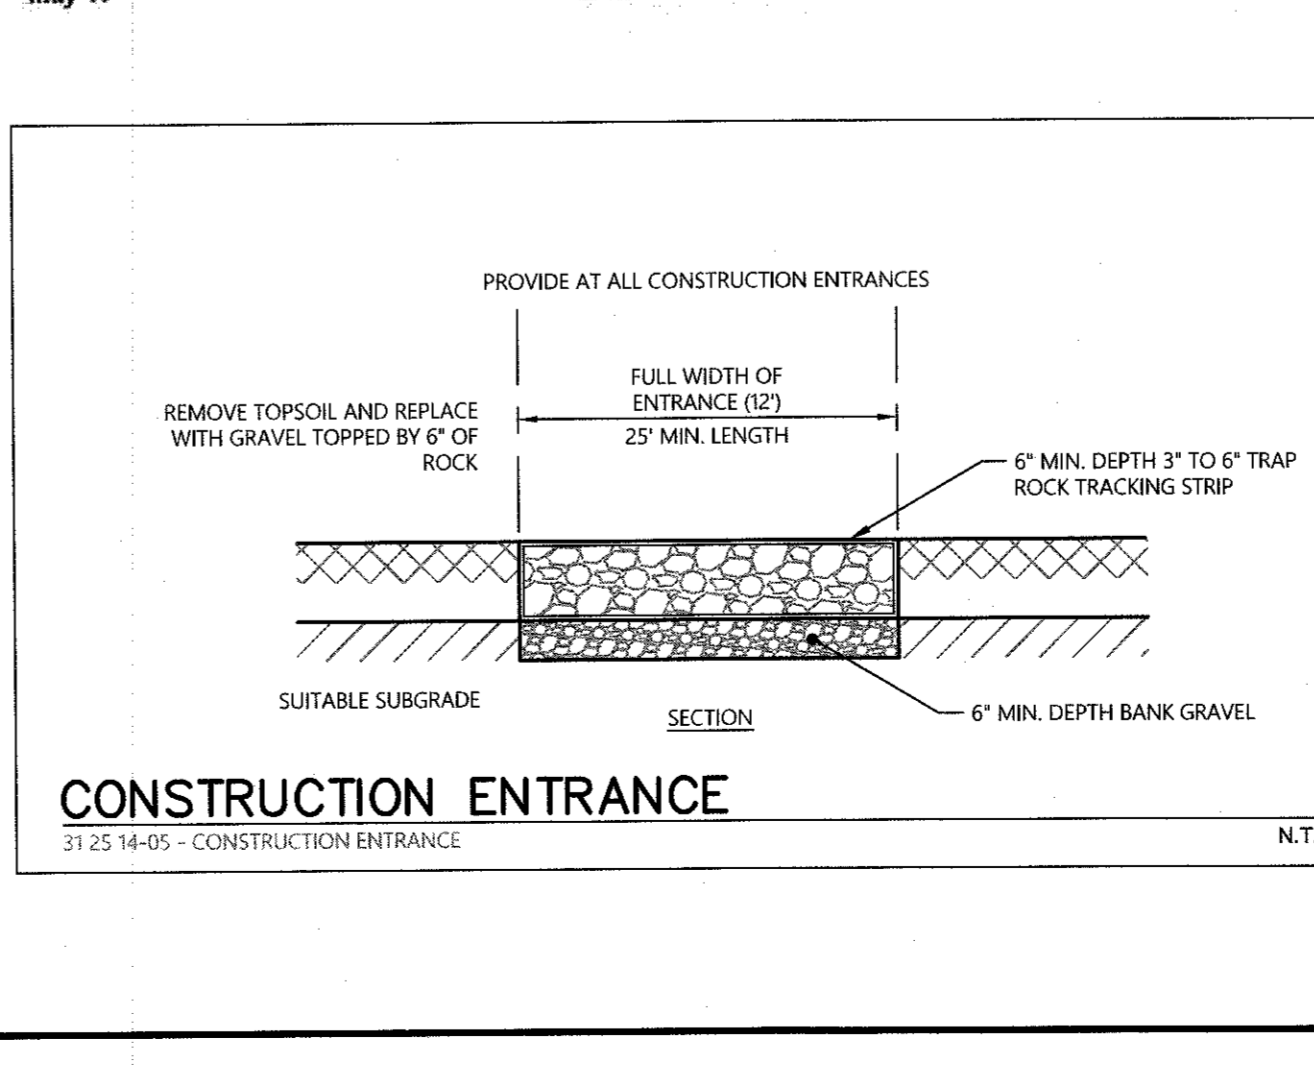 PROVIDE AT ALL CONSTRUCTION ENTRANCES
FULL WIDTH OF
ENTRANCE (12')
25' MIN. LENGTH
REMOVE TOPSOIL AND REPLACE
WITH GRAVEL TOPPED BY 6" OF
ROCK
6" MIN. DEPTH 3" TO 6" TRAP
ROCK TRACKING STRIP
SUITABLE SUBGRADE
SECTION
6" MIN. DEPTH BANK GRAVEL
CONSTRUCTION ENTRANCE
31 25 14-05 - CONSTRUCTION ENTRANCE
N.T.